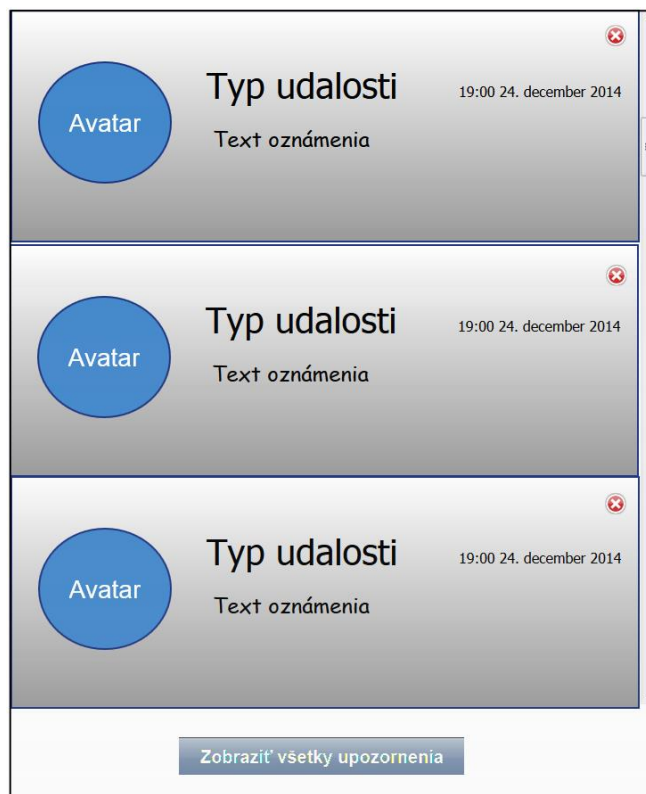 Typ udalosti
19:00 24. december 2014
Avatar
Text oznámenia
Typ udalosti
19:00 24. december 2014
Avatar
Text oznámenia
Typ udalosti
19:00 24. december 2014
Avatar
Text oznámenia
Zobraziť všetky upozornenia